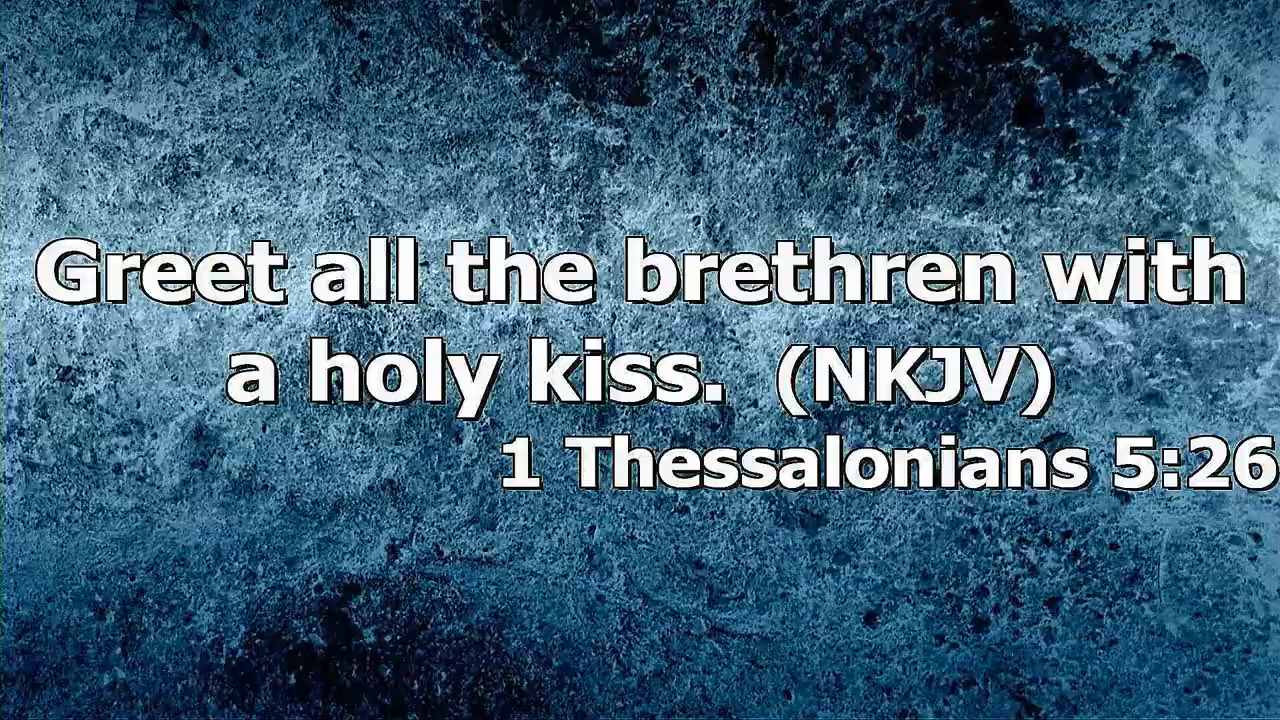 Greet all the brethren with
a holy kiss.  (NKJV)
1 Thessalonians 5:26